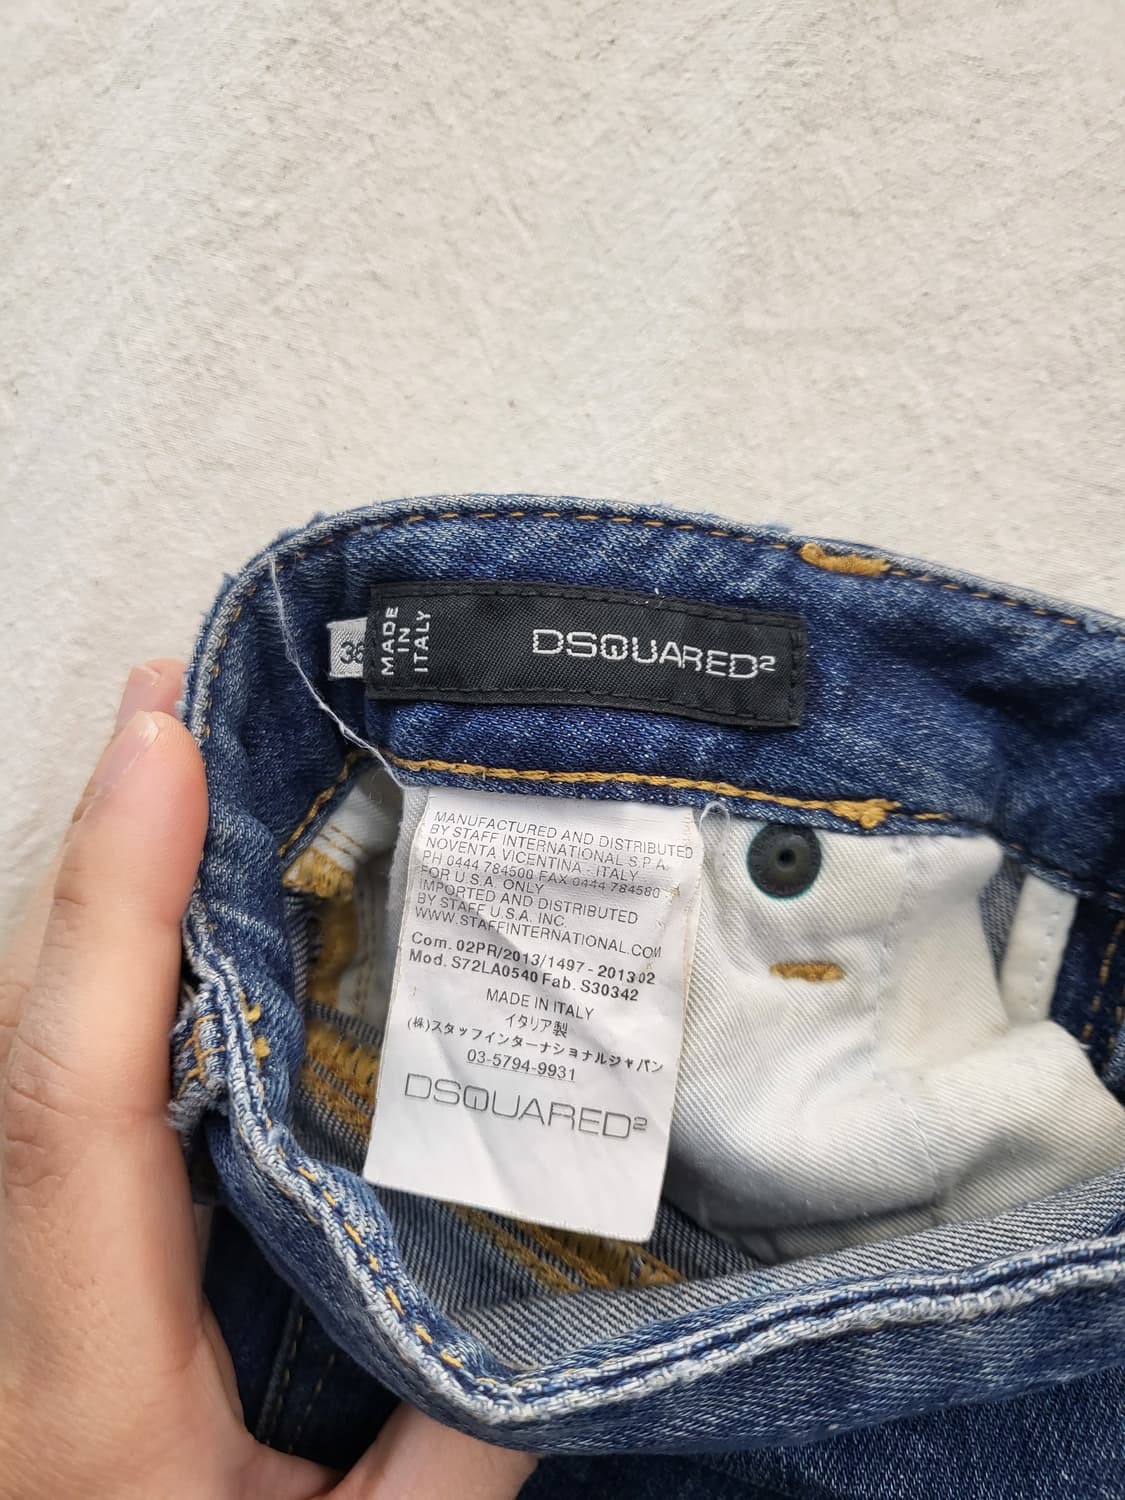 36
MADE
IN
ITALY
DSQUARED2
MANUFACTURED AND DISTRIBUTED
BY STAFF INTERNATIONAL S.P.A.
NOVENTA VICENTINA - ITALY
PH 0444 784500 FAX 0444 784580
FOR U.S.A. ONLY
IMPORTED AND DISTRIBUTED
BY STAFF U.S.A. INC.
WWW.STAFFINTERNATIONAL.COM
Com. 02PR/2013/1497 - 2013 02
Mod. S72LA0540 Fab. S30342
MADE IN ITALY
イタリア製
(株)スタッフインターナショナルジャパン
03-5794-9931
DSQUARED2